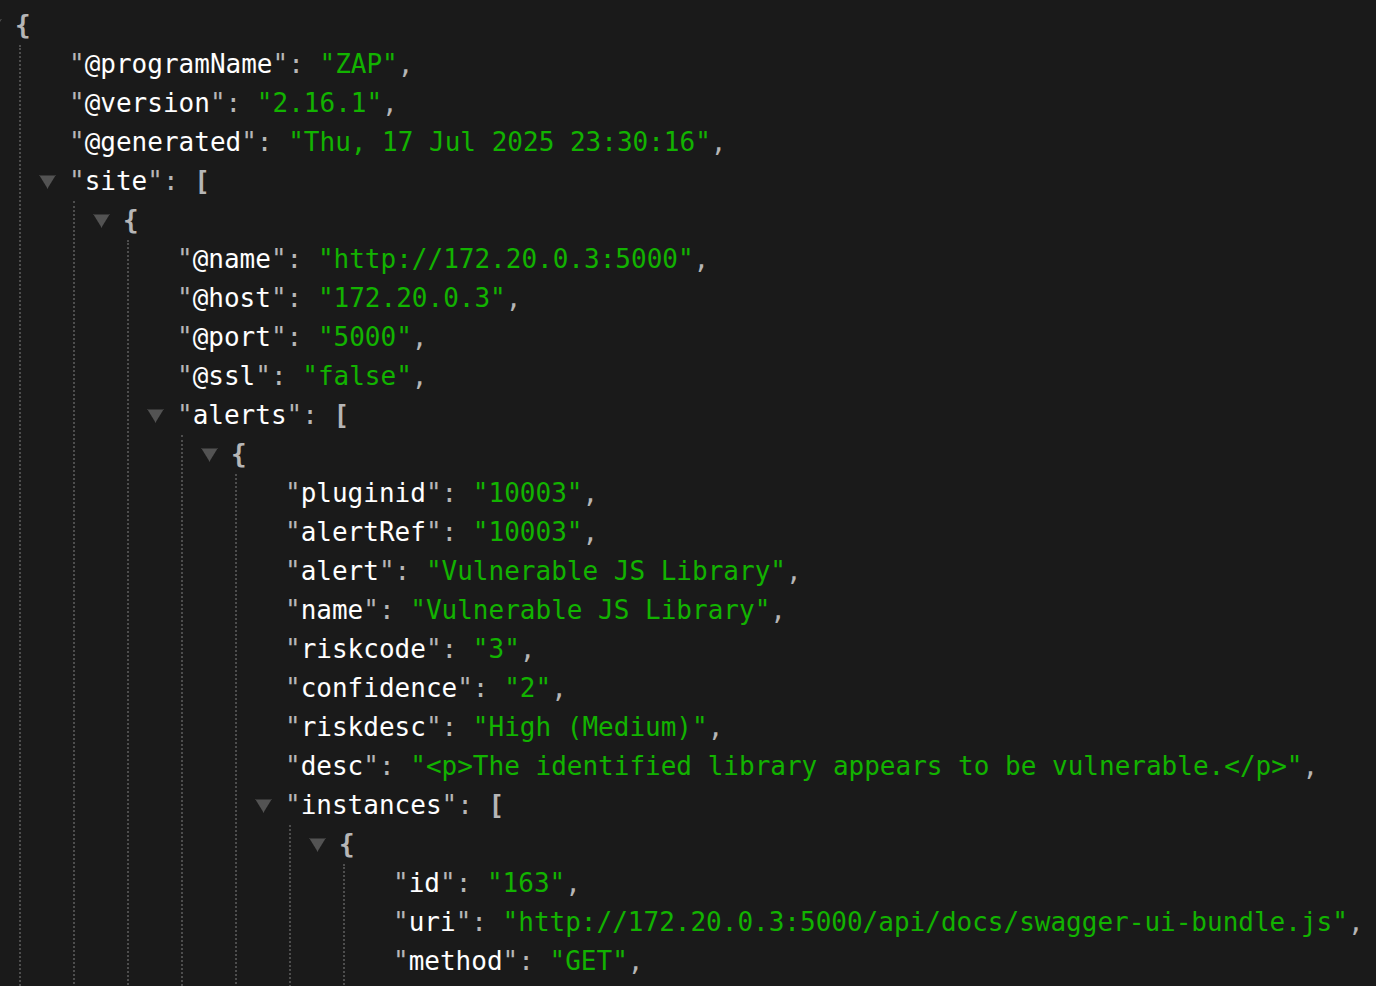 {
"@programName": "ZAP",
"@version": "2.16.1",
"@generated": "Thu, 17 Jul 2025 23:30:16",
"site": [
{
"@name": "http://172.20.0.3:5000",
"@host": "172.20.0.3",
"@port": "5000",
"@ssl": "false",
"alerts": [
{
"pluginid": "10003",
"alertRef": "10003",
"alert": "Vulnerable JS Library",
"name": "Vulnerable JS Library",
"riskcode": "3",
"confidence": "2",
"riskdesc": "High (Medium)",
"desc": "<p>The identified library appears to be vulnerable.</p>",
"instances": [
{
"id": "163",
"uri": "http://172.20.0.3:5000/api/docs/swagger-ui-bundle.js",
"method": "GET",